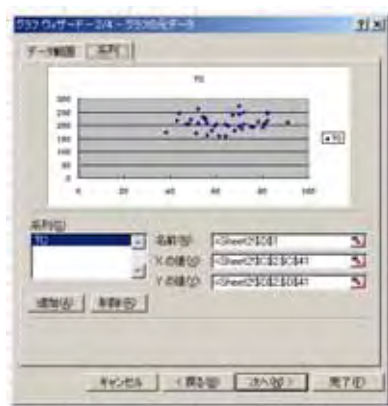 グラフ ウィザード - 2/4 - グラフの元データ
データ範囲 系列
TG
300
250
200
150
100
50
0
0 20 40 60 80 100
TG
系列(S)
TG
名前(N): =Sheet2!$D$1
X の値(X): =Sheet2!$C$2:$C$41
Y の値(Y): =Sheet2!$D$2:$D$41
追加(A) 削除(R)
キャンセル < 戻る(B) 次へ(N) > 完了(F)